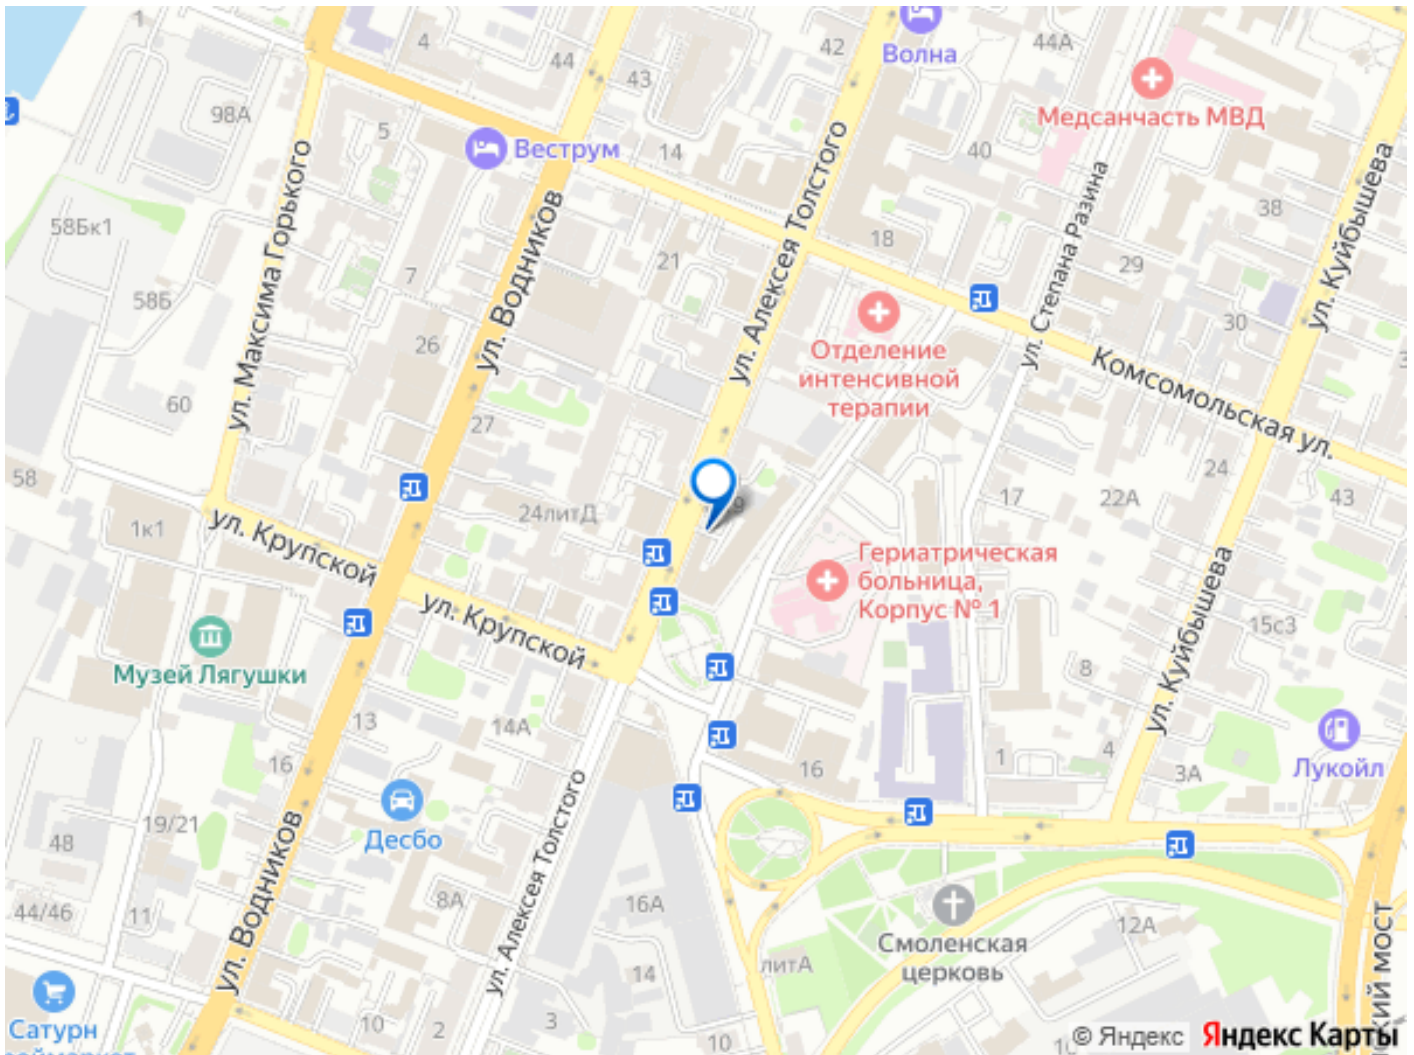 1
4
44
43
42
Волна
44А
Медсанчасть МВД
98А
5
Веструм
14
40
38
58Бк1
ул. Максима Горького
7
58Б
ул. Водников
21
ул. Алексея Толстого
18
ул. Степана Разина
29
30
ул. Куйбышева
26
60
27
Отделение
интенсивной
терапии
Комсомольская ул.
58
1к1
ул. Крупской
24литД
17
22А
24
43
ул. Крупской
Гериатрическая
больница,
Корпус № 1
Музей Лягушки
13
14А
16
8
15с3
ул. Куйбышева
1
4
3А
Лукойл
16
19/21
48
Десбо
ул. Водников
ул. Алексея Толстого
8А
44/46
11
16А
14
литА
Смоленская
церковь
12А
Сатурн
10
2
3
10
© Яндекс
Яндекс Карты